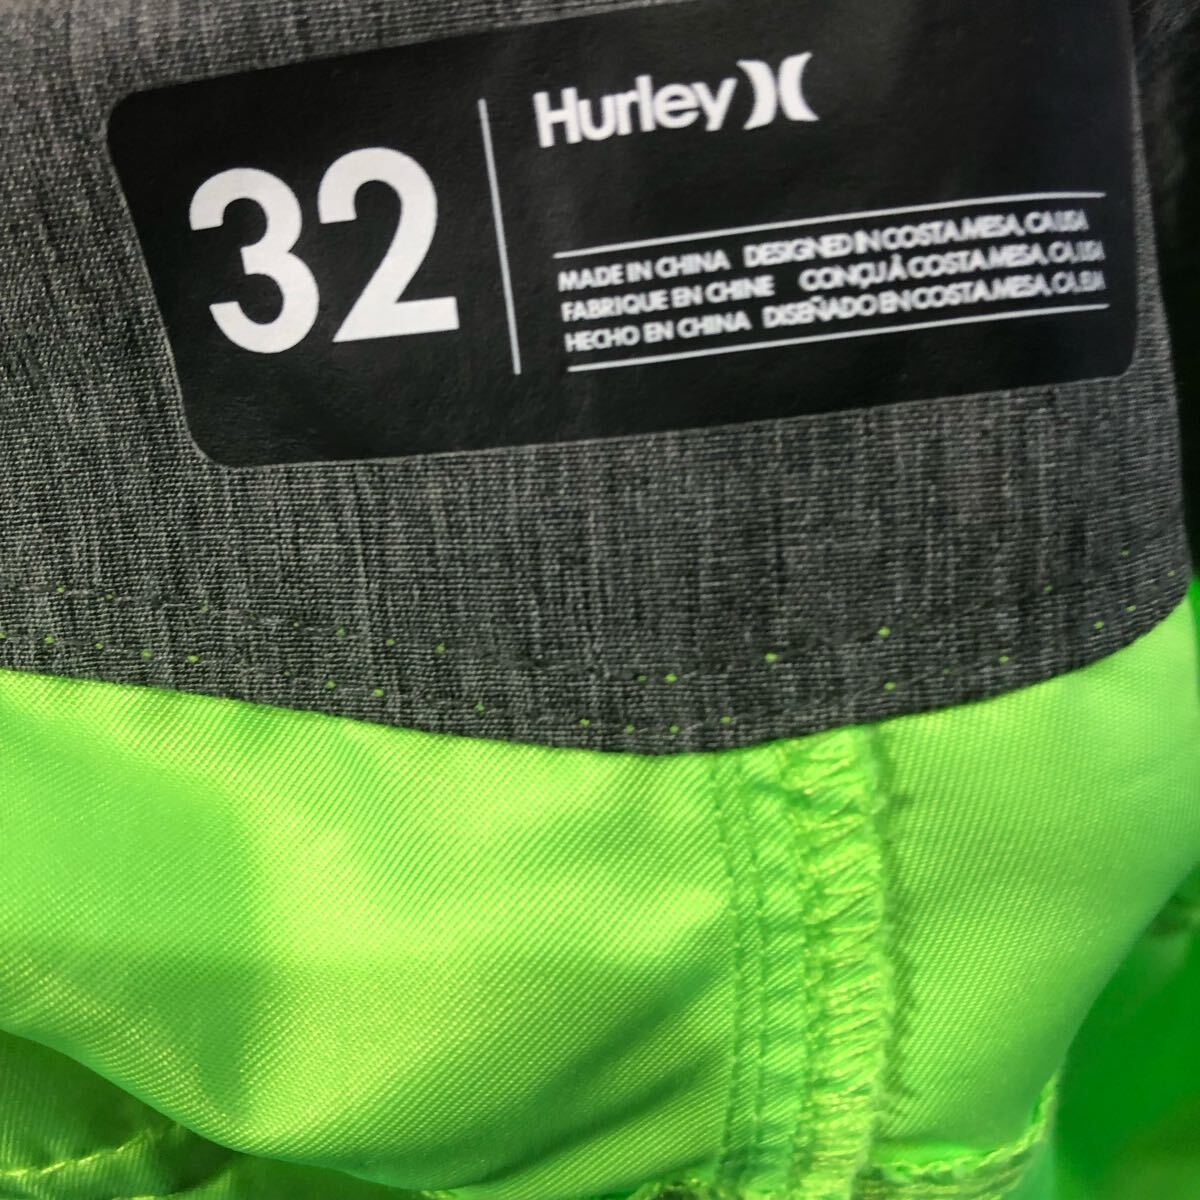 32
Hurley
MADE IN CHINA DESIGNED IN COSTA MESA, CA USA
FABRIQUE EN CHINE CONÇU À COSTA MESA, CA, USA
HECHO EN CHINA DISEÑADO EN COSTA MESA, CA, EUA